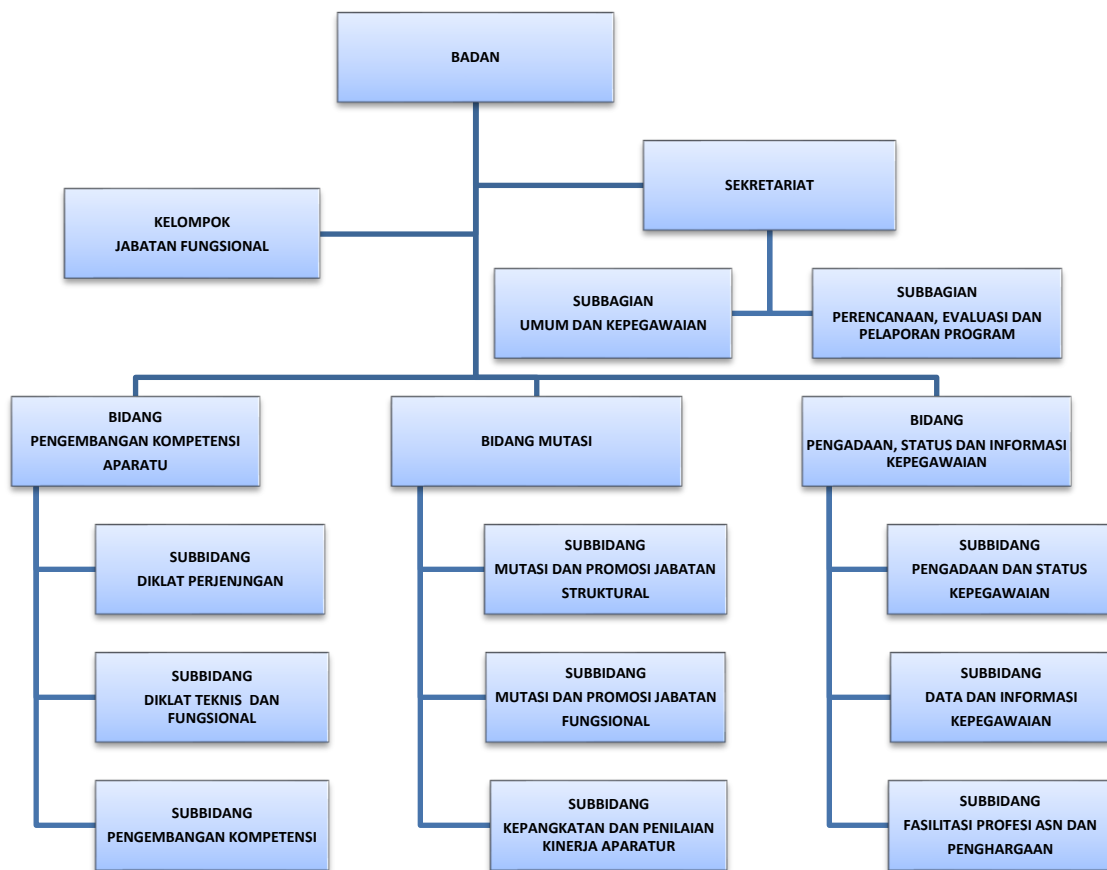 BADAN
SEKRETARIAT
KELOMPOK
JABATAN FUNGSIONAL
SUBBAGIAN
UMUM DAN KEPEGAWAIAN
SUBBAGIAN
PERENCANAAN, EVALUASI DAN
PELAPORAN PROGRAM
BIDANG
PENGEMBANGAN KOMPETENSI
APARATU
BIDANG MUTASI
BIDANG
PENGADAAN, STATUS DAN INFORMASI
KEPEGAWAIAN
SUBBIDANG
DIKLAT PERJENJNGAN
SUBBIDANG
MUTASI DAN PROMOSI JABATAN
STRUKTURAL
SUBBIDANG
PENGADAAN DAN STATUS
KEPEGAWAIAN
SUBBIDANG
DIKLAT TEKNIS DAN
FUNGSIONAL
SUBBIDANG
MUTASI DAN PROMOSI JABATAN
FUNGSIONAL
SUBBIDANG
DATA DAN INFORMASI
KEPEGAWAIAN
SUBBIDANG
PENGEMBANGAN KOMPETENSI
SUBBIDANG
KEPANGKATAN DAN PENILAIAN
KINERJA APARATUR
SUBBIDANG
FASILITASI PROFESI ASN DAN
PENGHARGAAN